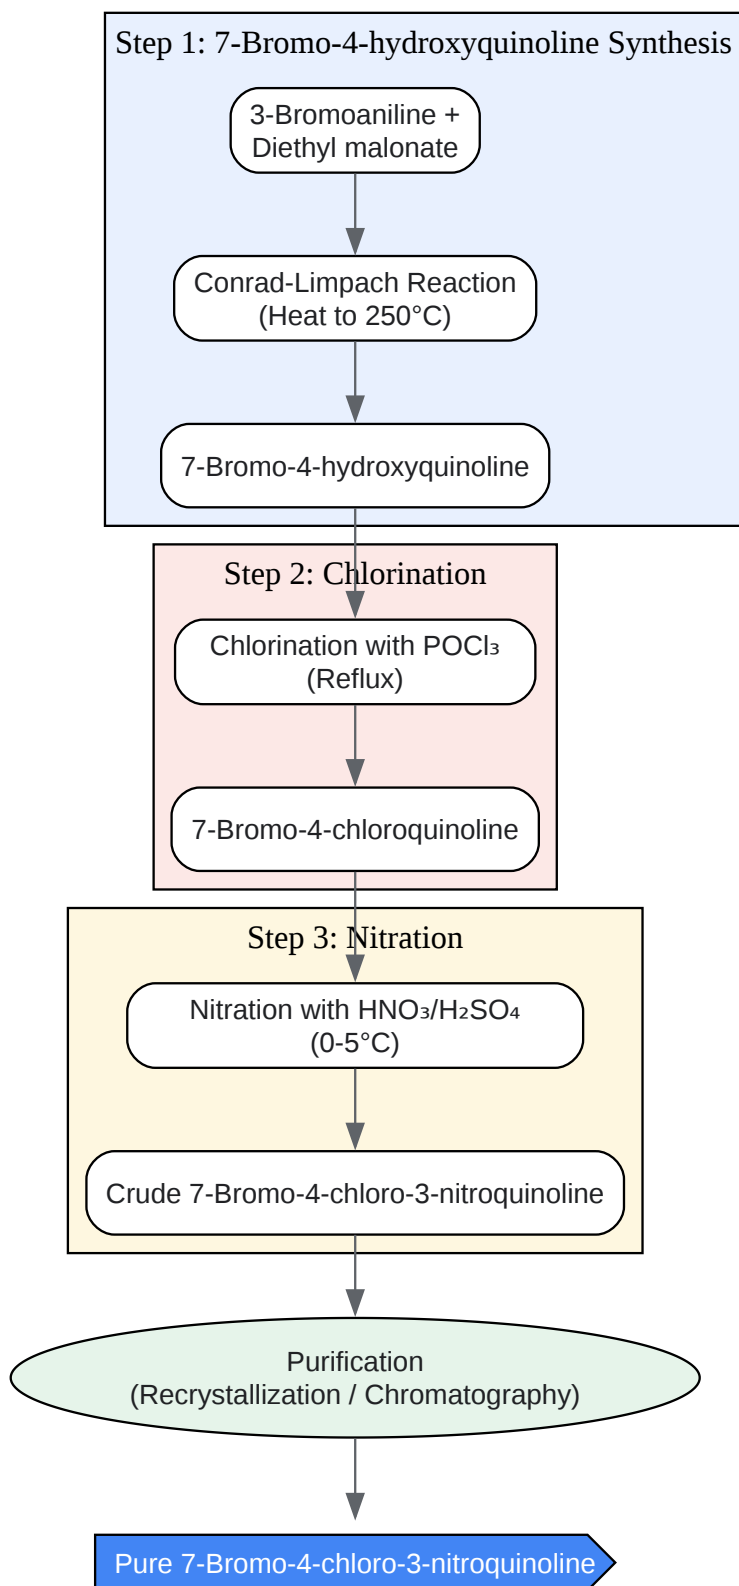 Step 1: 7-Bromo-4-hydroxyquinoline Synthesis
3-Bromoaniline +
Diethyl malonate
Conrad-Limpach Reaction
(Heat to 250°C)
7-Bromo-4-hydroxyquinoline
Step 2: Chlorination
Chlorination with POCl₃
(Reflux)
7-Bromo-4-chloroquinoline
Step 3: Nitration
Nitration with HNO₃/H₂SO₄
(0-5°C)
Crude 7-Bromo-4-chloro-3-nitroquinoline
Purification
(Recrystallization / Chromatography)
Pure 7-Bromo-4-chloro-3-nitroquinoline